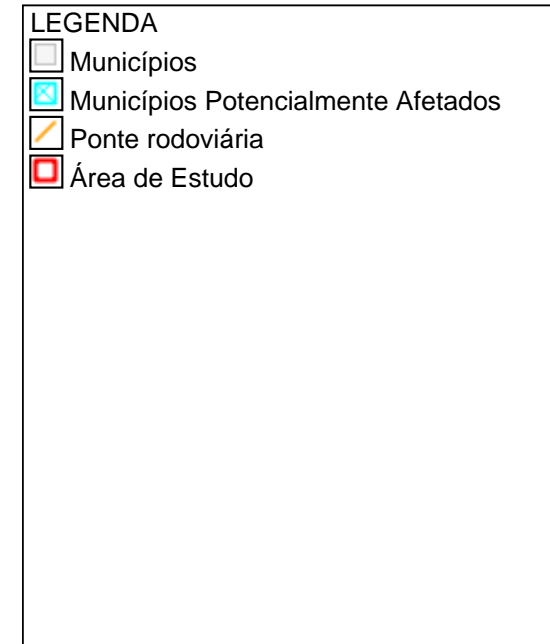 LEGENDA
Municípios
Municípios Potencialmente Afetados
Ponte rodoviária
Área de Estudo